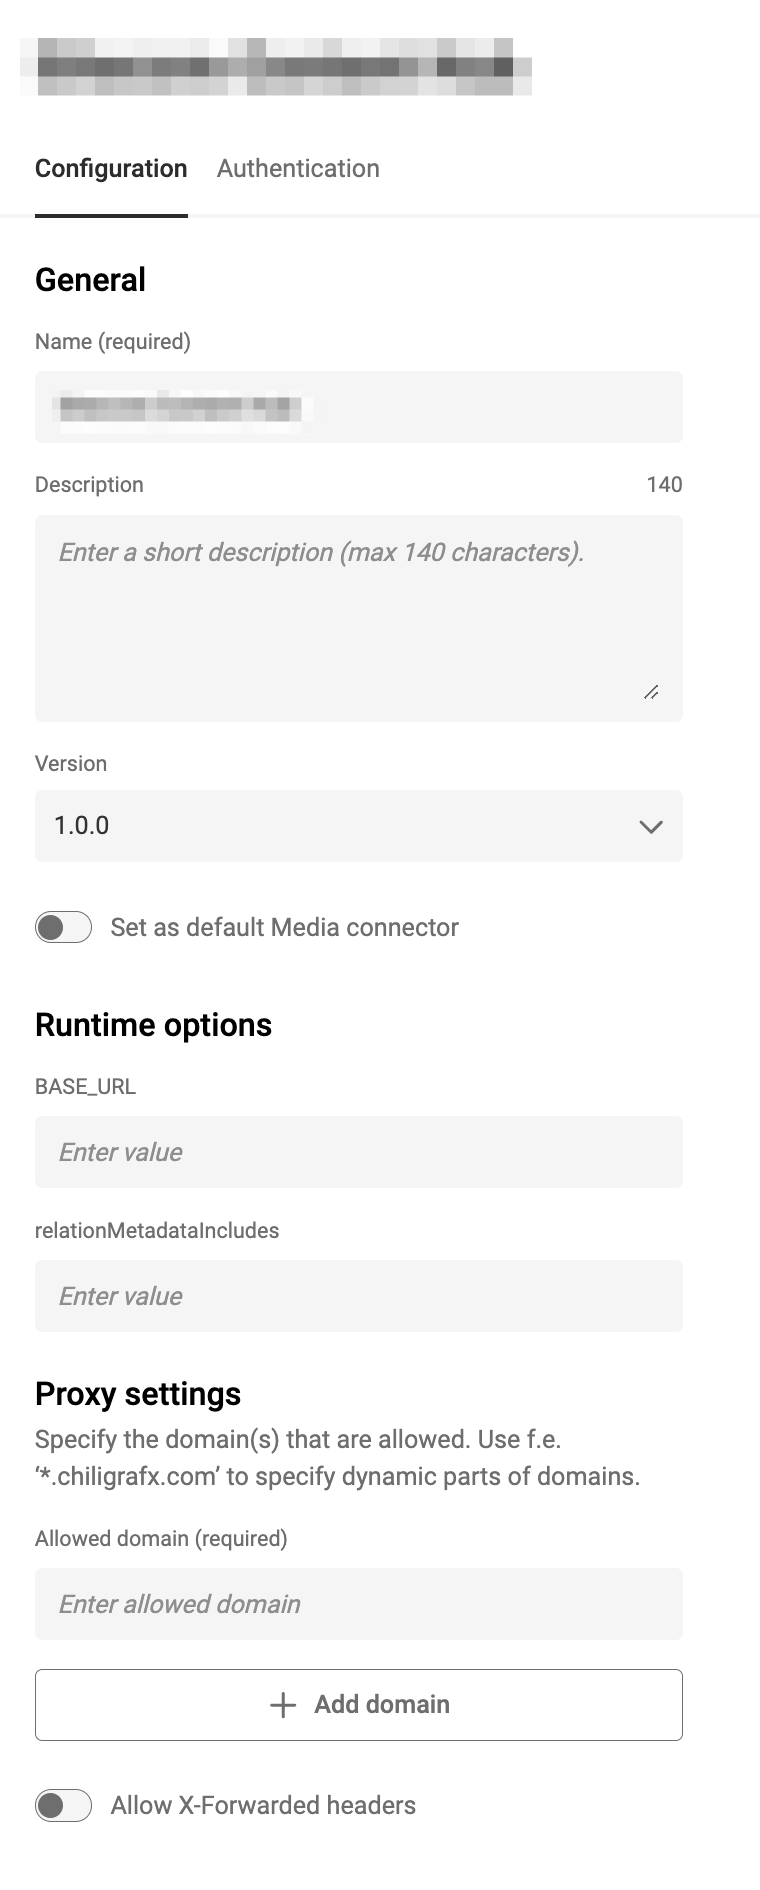 Configuration Authentication
General
Name (required)
Description 140
Enter a short description (max 140 characters).
Version
1.0.0
Set as default Media connector
Runtime options
BASE_URL
Enter value
relationMetadataIncludes
Enter value
Proxy settings
Specify the domain(s) that are allowed. Use f.e.
‘*.chiligrafx.com’ to specify dynamic parts of domains.
Allowed domain (required)
Enter allowed domain
Add domain
Allow X-Forwarded headers